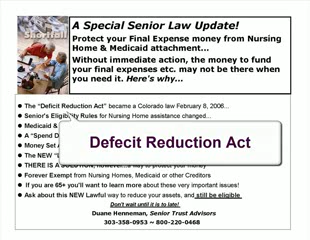 Shortfall
A Special Senior Law Update!
Protect your Final Expense money from Nursing
Home & Medicaid attachment...
Without immediate action, the money to fund
your final expenses etc. may not be there when
you need it. Here's why...
The "Deficit Reduction Act" became a Colorado law February 8, 2006...
Senior's Eligibility Rules for Nursing Home assistance changed...
Medicaid &
A "Spend D
Defecit Reduction Act
Money Set A
The NEW "L
THERE IS A SOLUTION, however...a way to protect your money
Forever Exempt from Nursing Homes, Medicaid or other Creditors
If you are 65+ you'll want to learn more about these very important issues!
Ask about this NEW Lawful way to reduce your assets, and still be eligible
Don't wait until it is to late!
Duane Henneman, Senior Trust Advisors
303-358-0953 ~ 800-220-0468